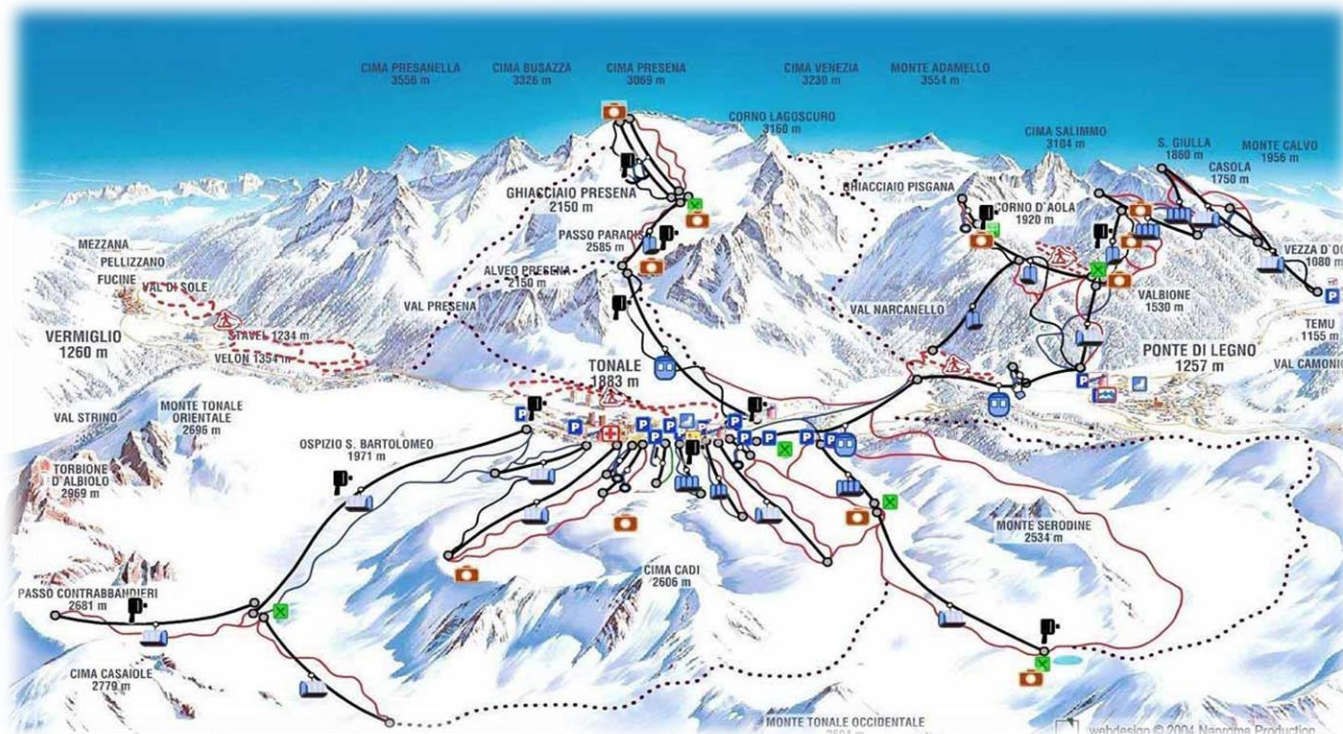 CIMA PRESANELLA
3556 m
CIMA BUSAZZA
3326 m
CIMA PRESENA
3069 m
CIMA VENEZIA
3230 m
MONTE ADAMELLO
3554 m
CORNO LAGOSCURO
3160 m
CIMA SALIMMO
3104 m
S. GIULLA
1860 m
MONTE CALVO
1956 m
CASOLA
1750 m
GHIACCIAIO PRESENA
2150 m
GHIACCIAIO PISGANA
CORNO D'AOLA
1920 m
PASSO PARADIS
2585 m
MEZZANA
PELLIZZANO
FUCINE
VAL DI SOLE
ALVEO PRESENA
2150 m
VEZZA D'O
1080 m
VAL PRESENA
VAL NARCANELLO
VALBIONE
1530 m
VERMIGLIO
1260 m
STAVEL 1234 m
VELON 1354 m
TEMU
1155 m
PONTE DI LEGNO
1257 m
VAL CAMONIC
TONALE
1883 m
VAL STRINO
MONTE TONALE
ORIENTALE
2696 m
P P P P P P P P P P P P
OSPIZIO S. BARTOLOMEO
1971 m
TORBIONE
D'ALBIOLO
2969 m
MONTE SERODINE
2534 m
CIMA CADI
2606 m
PASSO CONTRABBANDIERI
2681 m
CIMA CASAIOLE
2779 m
MONTE TONALE OCCIDENTALE
webdesign © 2004 Naproma Production